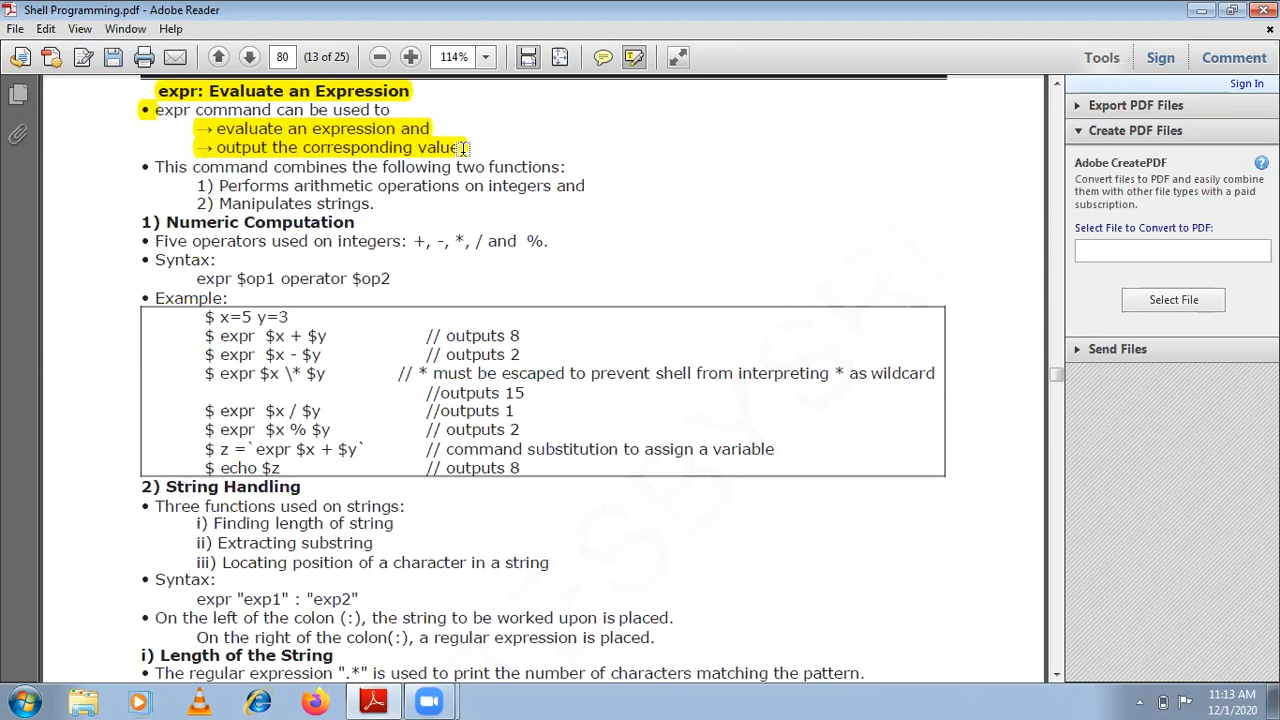 Shell Programming.pdf - Adobe Reader
File Edit View Window Help
80 (13 of 25) 114% Tools Sign Comment
Sign In
expr: Evaluate an Expression
• expr command can be used to
→ evaluate an expression and
→ output the corresponding value
• This command combines the following two functions:
1) Performs arithmetic operations on integers and
2) Manipulates strings.
1) Numeric Computation
• Five operators used on integers: +, -, *, / and %.
• Syntax:
expr $op1 operator $op2
• Example:
$ x=5 y=3
$ expr $x + $y // outputs 8
$ expr $x - $y // outputs 2
$ expr $x \* $y // * must be escaped to prevent shell from interpreting * as wildcard
//outputs 15
$ expr $x / $y //outputs 1
$ expr $x % $y // outputs 2
$ z =`expr $x + $y` // command substitution to assign a variable
$ echo $z // outputs 8
2) String Handling
• Three functions used on strings:
i) Finding length of string
ii) Extracting substring
iii) Locating position of a character in a string
• Syntax:
expr "exp1" : "exp2"
• On the left of the colon (:), the string to be worked upon is placed.
On the right of the colon(:), a regular expression is placed.
i) Length of the String
• The regular expression ".*" is used to print the number of characters matching the pattern.
Export PDF Files
Create PDF Files
Adobe CreatePDF
Convert files to PDF and easily combine
them with other file types with a paid
subscription.
Select File to Convert to PDF:
Select File
Send Files
11:13 AM
12/1/2020